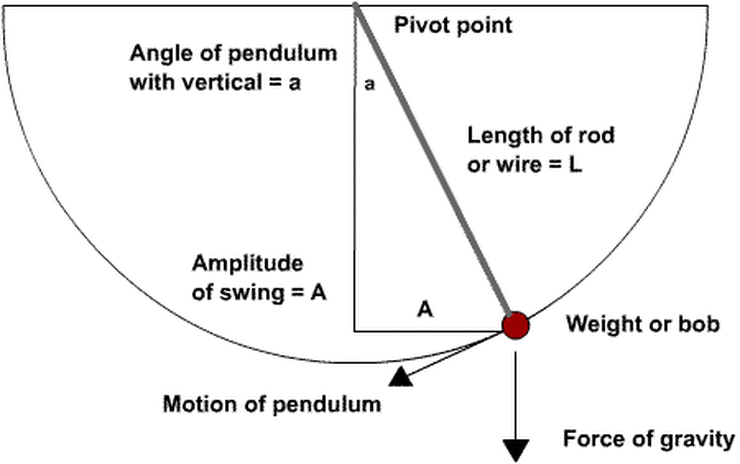 Pivot point
Angle of pendulum
with vertical = a
a
Length of rod
or wire = L
Amplitude
of swing = A
A
Weight or bob
Motion of pendulum
Force of gravity